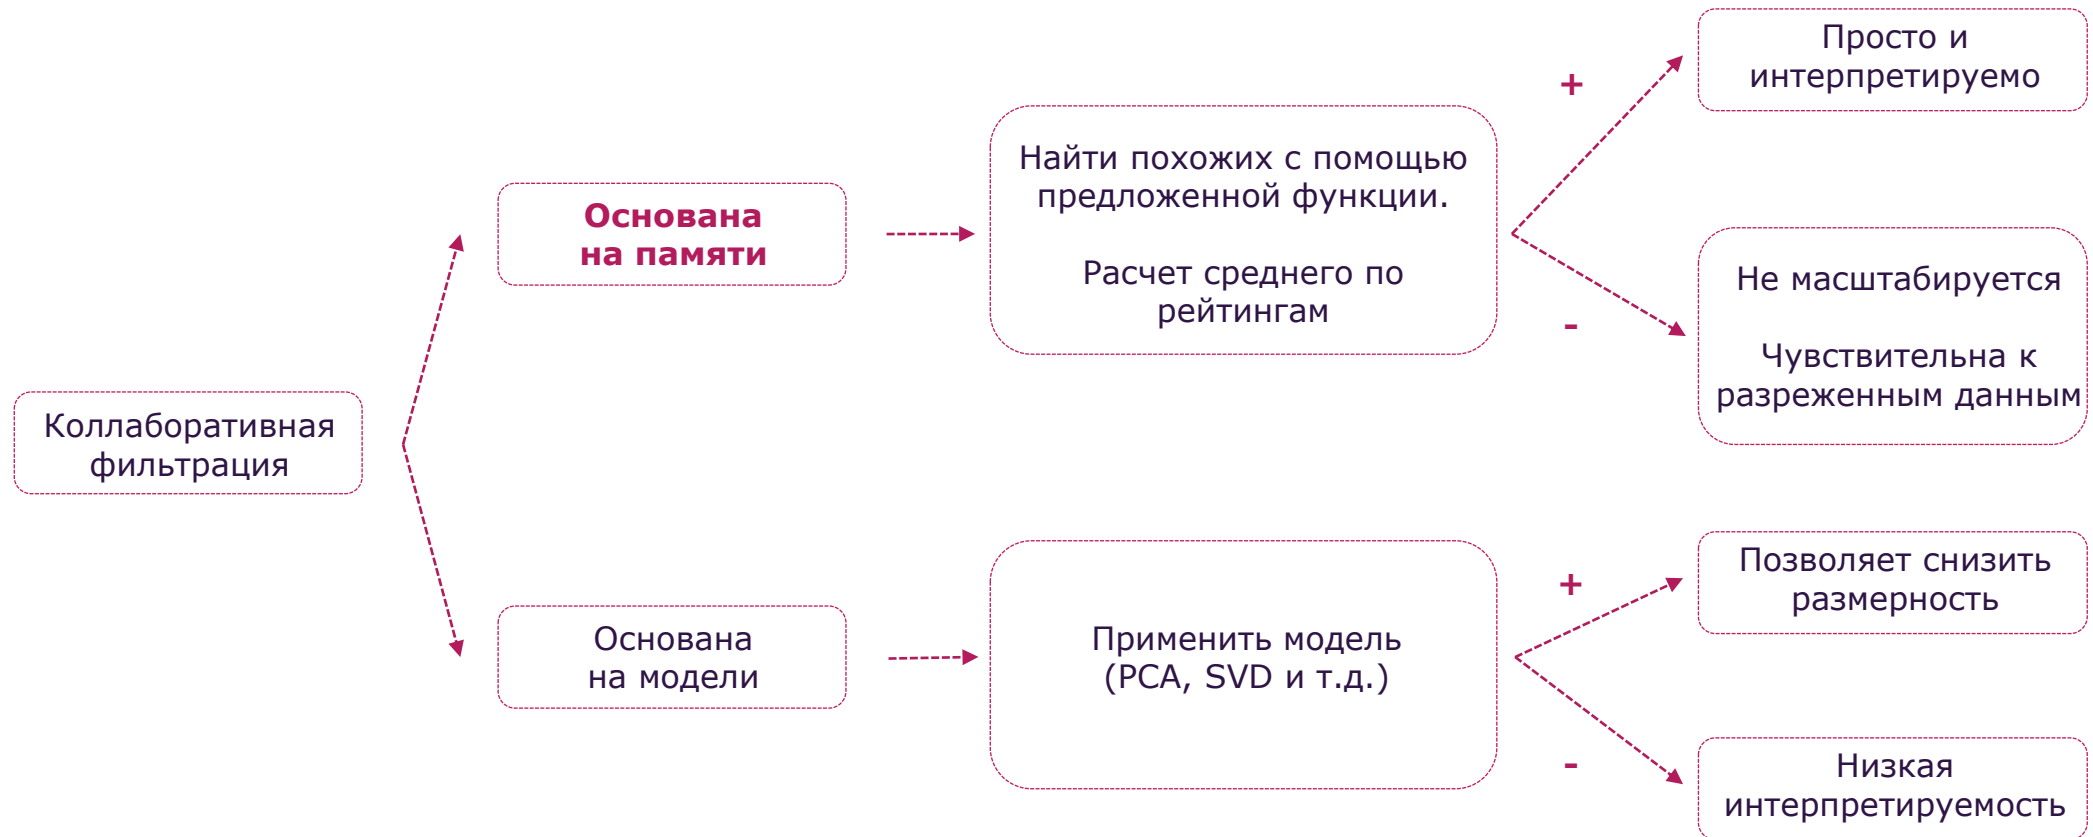 Коллаборативная
фильтрация
Основана
на памяти
Найти похожих с помощью
предложенной функции.
Расчет среднего по
рейтингам
+
Просто и
интерпретируемо
-
Не масштабируется
Чувствительна к
разреженным данным
Основана
на модели
Применить модель
(PCA, SVD и т.д.)
+
Позволяет снизить
размерность
-
Низкая
интерпретируемость